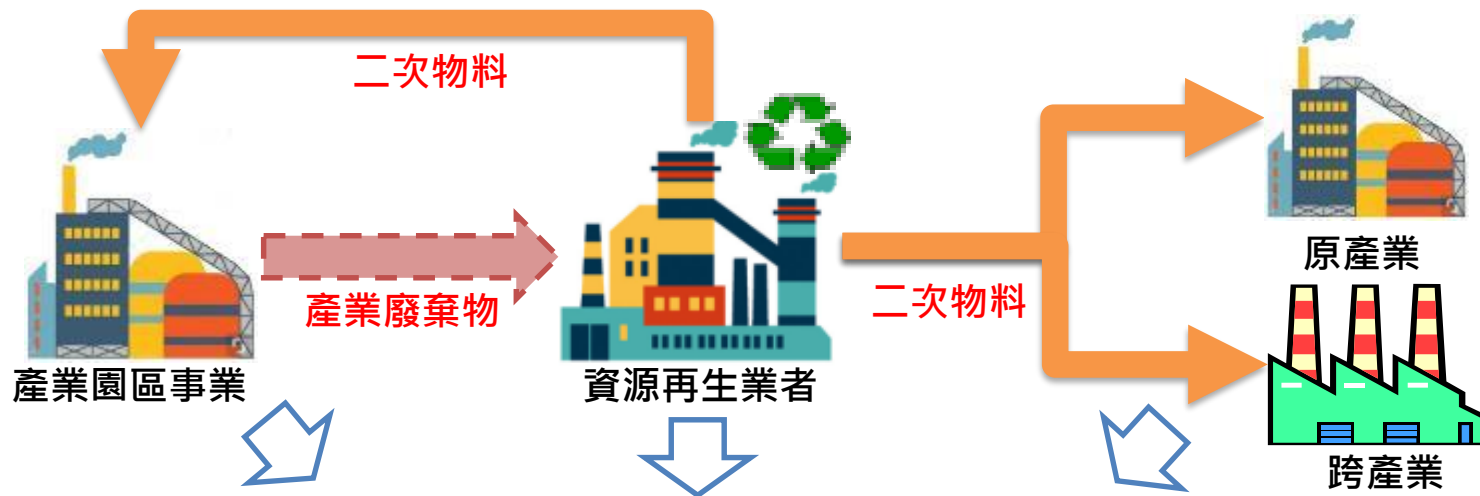 二次物料
產業廢棄物
二次物料
原產業
產業園區事業
資源再生業者
跨產業